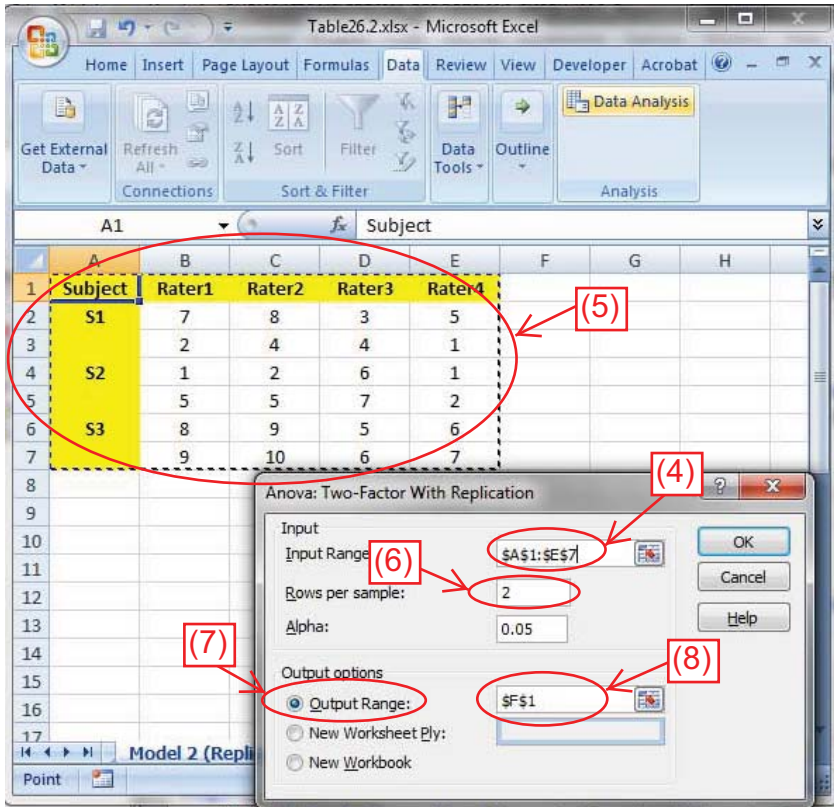 Table26.2.xlsx - Microsoft Excel
Home Insert Page Layout Formulas Data Review View Developer Acrobat
Get External Data
Refresh All
Connections
Sort
Filter
Sort & Filter
Data Tools
Outline
Data Analysis
Analysis
A1 fx Subject
A B C D E F G H
1 Subject Rater1 Rater2 Rater3 Rater4
2 S1 7 8 3 5
3 2 4 4 1
4 S2 1 2 6 1
5 5 5 7 2
6 S3 8 9 5 6
7 9 10 6 7
8
9
10
11
12
13
14
15
16
17
(5)
(4)
Anova: Two-Factor With Replication
Input
Input Range $A$1:$E$7
(6)
Rows per sample: 2
Alpha: 0.05
OK
Cancel
Help
(7)
(8)
Output options
Output Range: $F$1
New Worksheet Ply:
New Workbook
Model 2 (Repli
Point